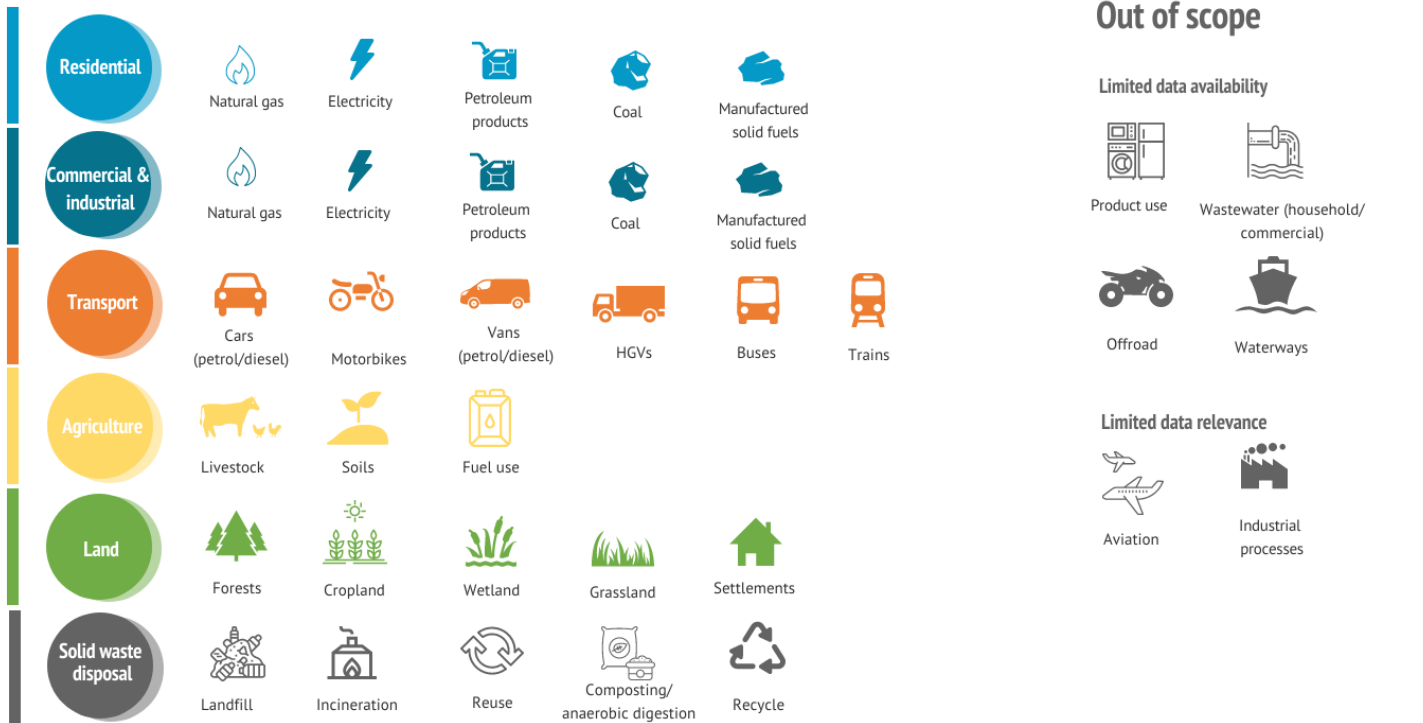 Residential
Natural gas
Electricity
Petroleum
products
Coal
Manufactured
solid fuels
Commercial &
industrial
Natural gas
Electricity
Petroleum
products
Coal
Manufactured
solid fuels
Transport
Cars
(petrol/diesel)
Motorbikes
Vans
(petrol/diesel)
HGVs
Buses
Trains
Agriculture
Livestock
Soils
Fuel use
Land
Forests
Cropland
Wetland
Grassland
Settlements
Solid waste
disposal
Landfill
Incineration
Reuse
Composting/
anaerobic digestion
Recycle
Out of scope
Limited data availability
Product use
Wastewater (household/
commercial)
Offroad
Waterways
Limited data relevance
Aviation
Industrial
processes